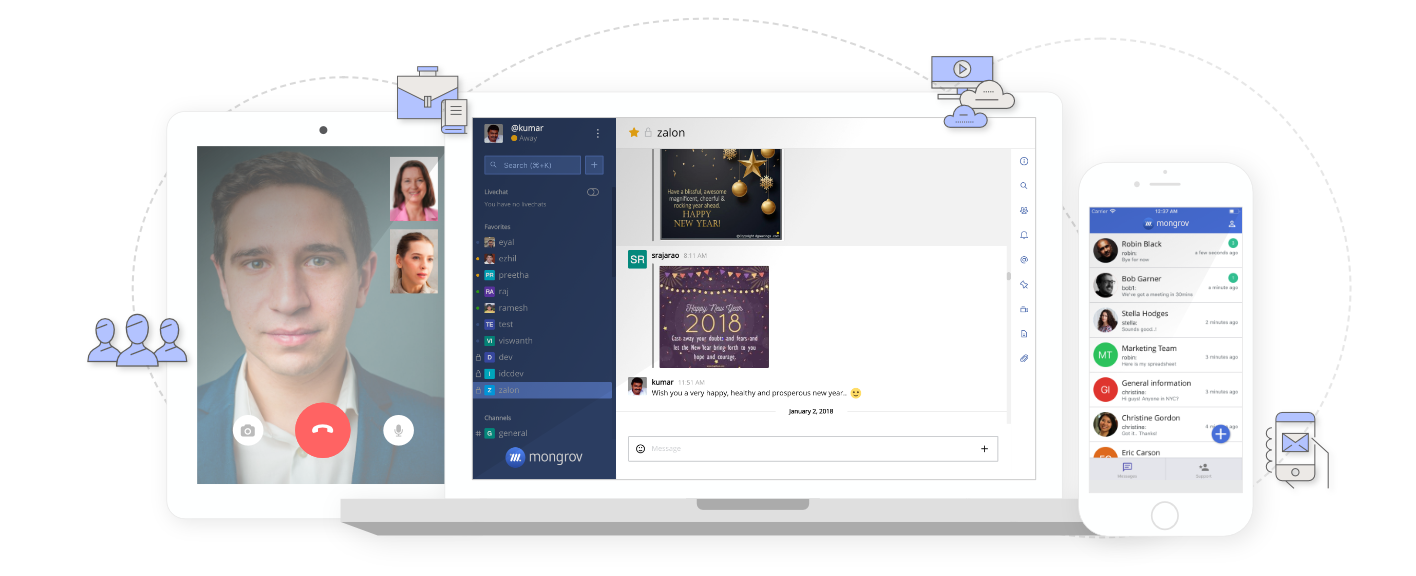 @kumar
Away
Search (⌘+K)
+
Livechat
You have no livechats
Favorites
eyal
ezhil
PR preetha
RA raj
ramesh
TE test
VI viswanth
D dev
I idcdev
Z zalon
Channels
# G general
m. mongrov
zalon
Have a blissful, awesome
magnificent, cheerful &
rocking year ahead.
HAPPY
NEW YEAR!
SR srajarao 8:11 AM
Happy New Year
2018
Cast away your doubts and fears and
let the New Year bring forth to you
hope and courage.
kumar 11:51 AM
Wish you a very happy, healthy and prosperous new year..
January 2, 2018
Message +
Carrier 12:37 AM
m. mongrov
Robin Black 1
robin: a few seconds ago
Bye for now
Bob Garner 1
bob1: a minute ago
We've got a meeting in 30mins
Stella Hodges
stella: 2 minutes ago
Sounds good..!
MT Marketing Team
robin: 3 minutes ago
Here is my spreadsheet
GI General information
christina: 3 minutes ago
Hi guys! Anyone in NYC?
Christine Gordon
christina:
Got it.. Thanks!
+
Eric Carson
Messages Support